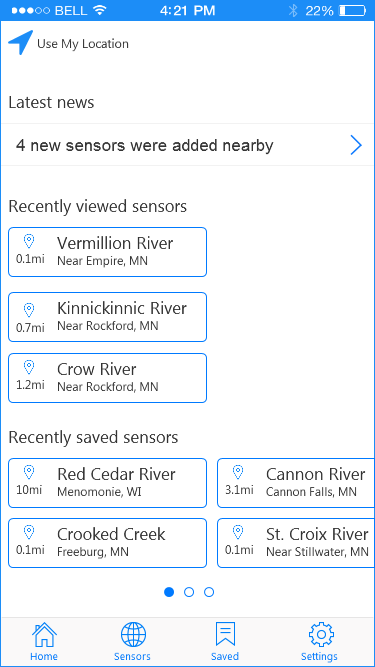 BELL 4:21 PM 22%
Use My Location
Latest news
4 new sensors were added nearby
Recently viewed sensors
Vermillion River
0.1mi Near Empire, MN
Kinnickinnic River
0.7mi Near Rockford, MN
Crow River
1.2mi Near Rockford, MN
Recently saved sensors
Red Cedar River
10mi Menomonie, WI
Cannon River
3.1mi Cannon Falls, MN
Crooked Creek
0.1mi Freeburg, MN
St. Croix River
0.1mi Near Stillwater, MN
Home Sensors Saved Settings